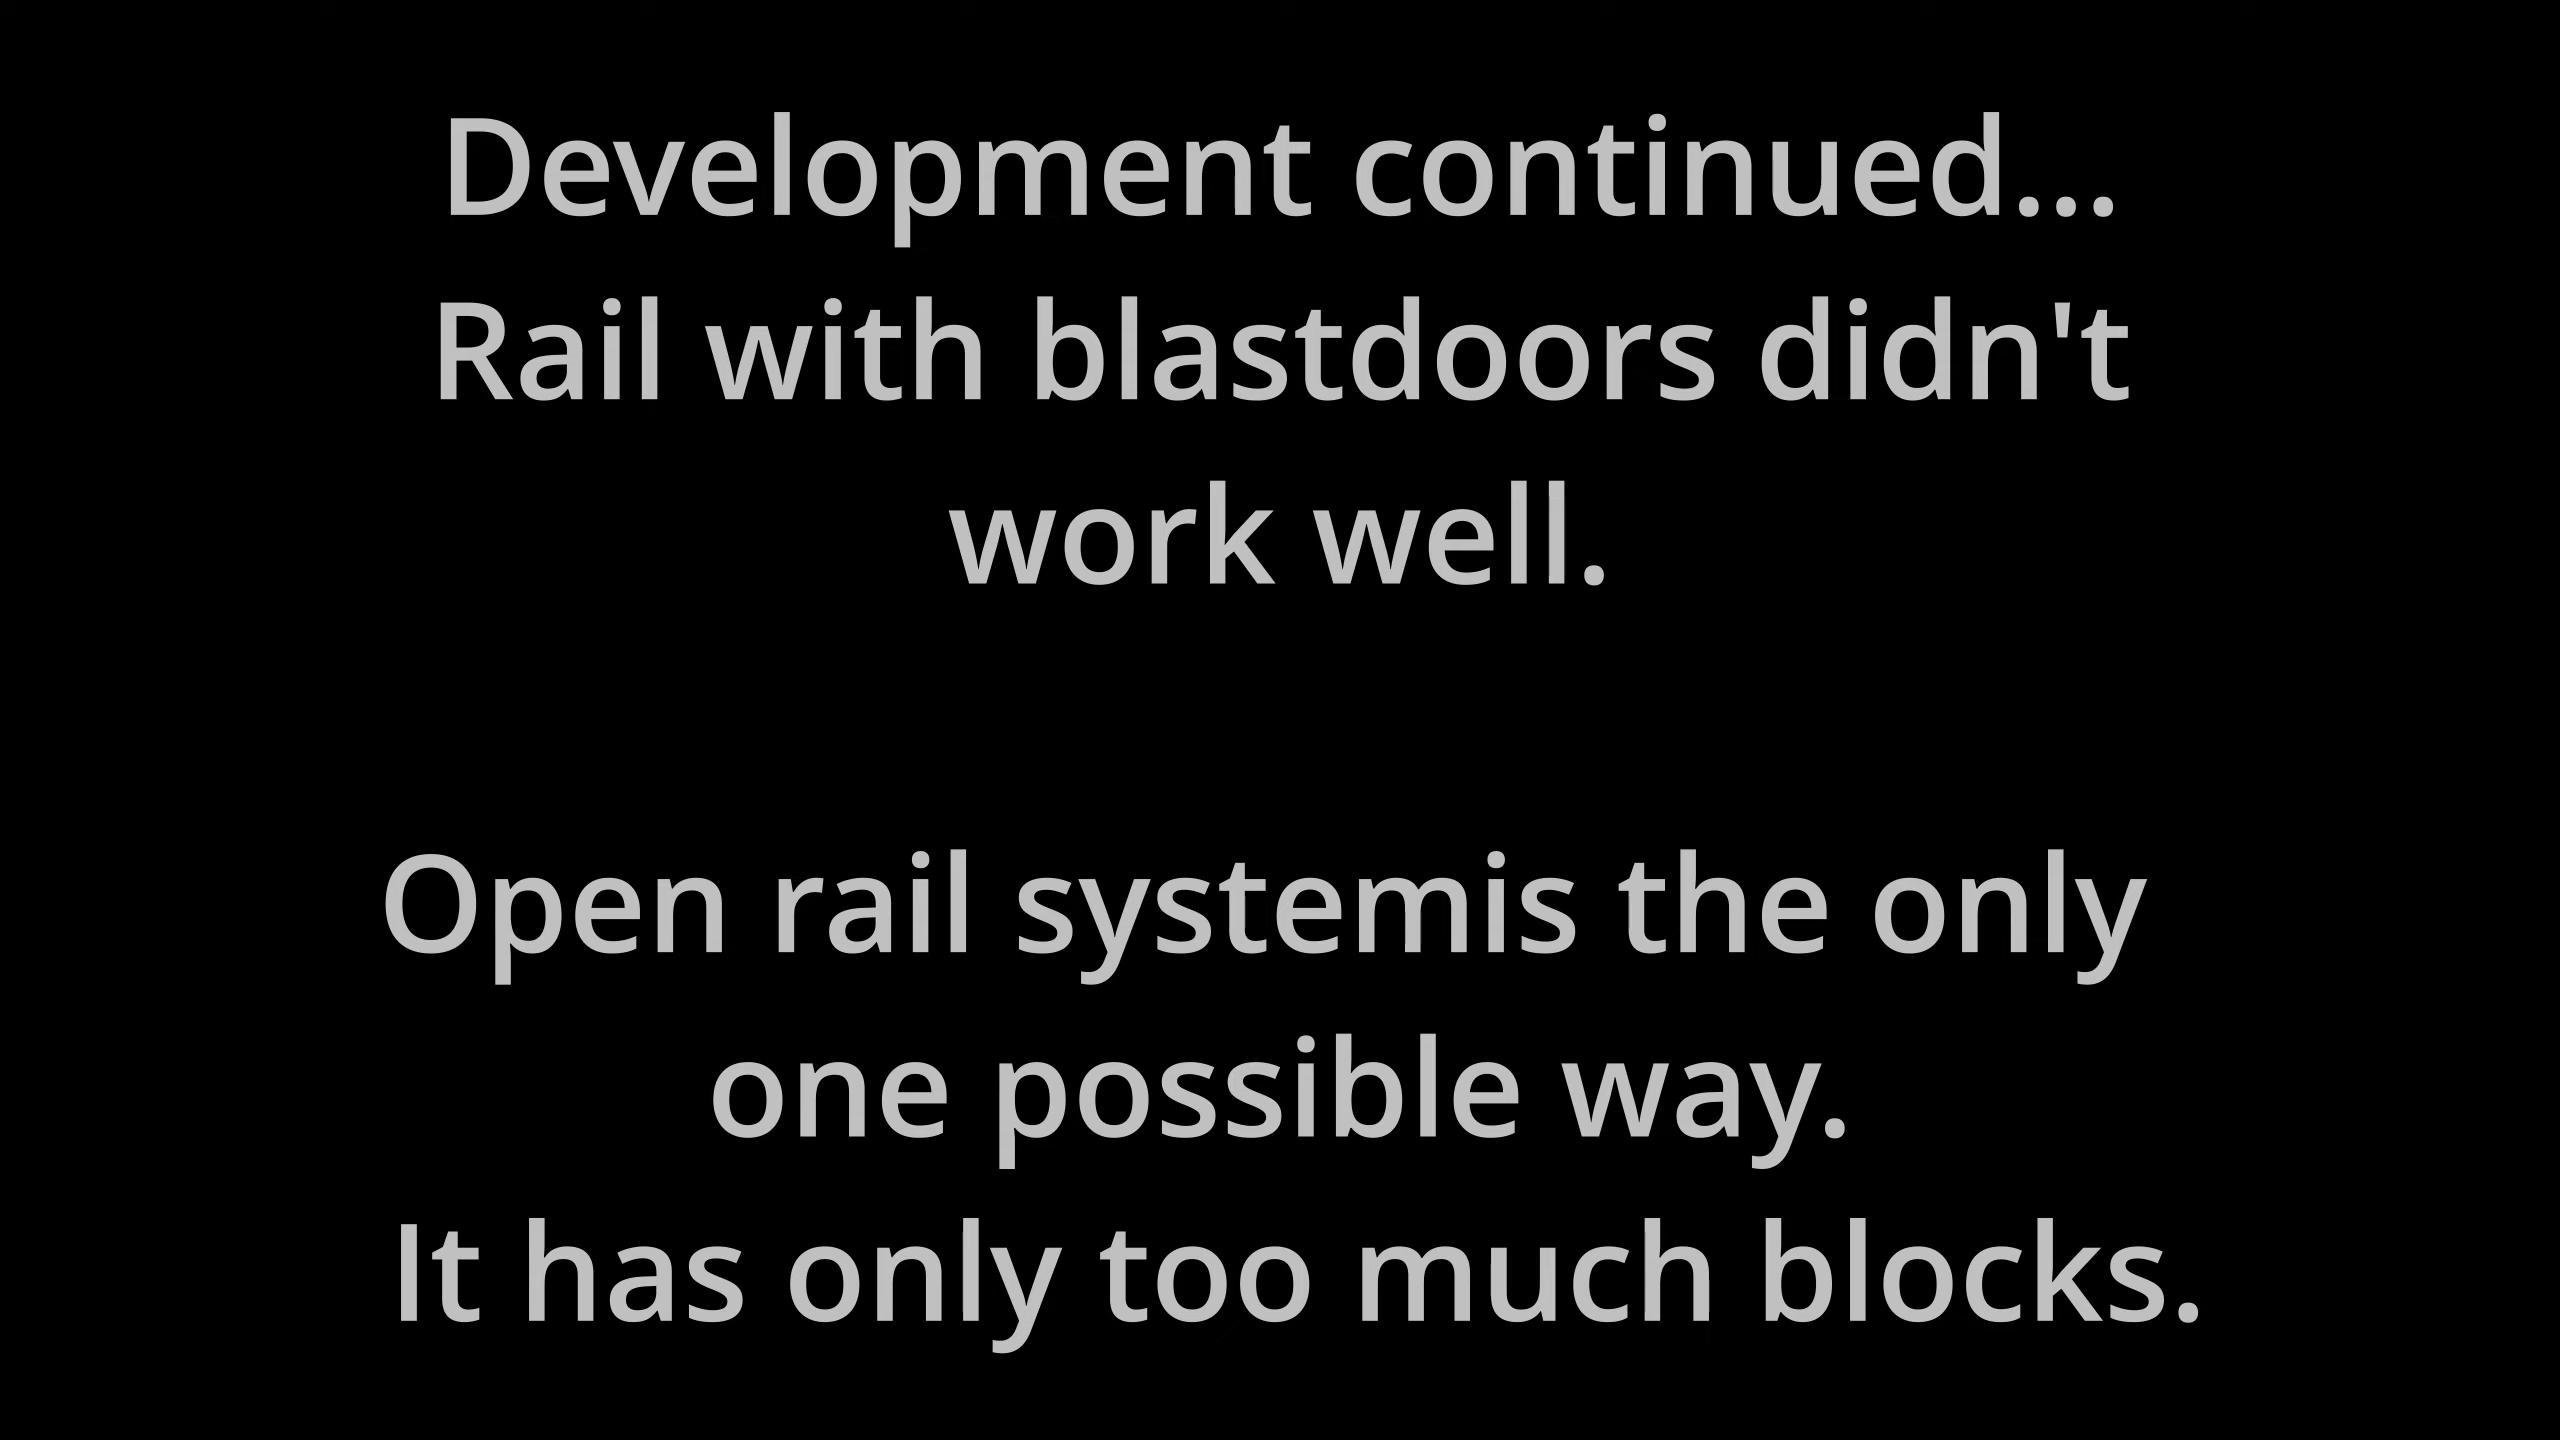 Development continued...
Rail with blastdoors didn't
work well.
Open rail systemis the only
one possible way.
It has only too much blocks.